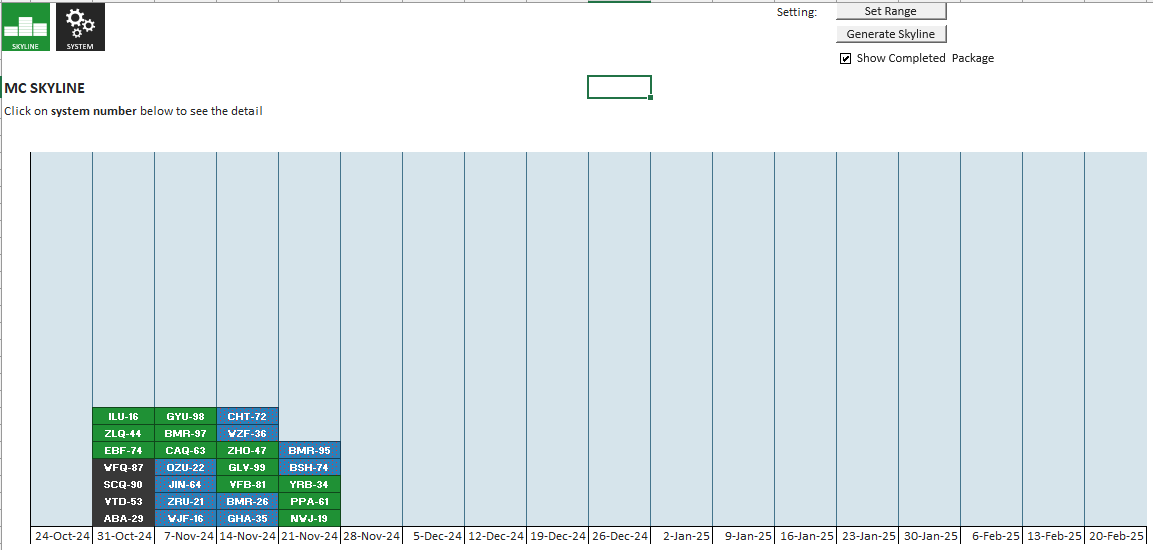 Setting:
Set Range
Generate Skyline
Show Completed Package
SKYLINE
SYSTEM
MC SKYLINE
Click on system number below to see the detail
ILU-16 GYU-98 CHT-72
ZLQ-44 BMR-97 WZF-36
EBF-74 CAQ-63 ZHO-47 BMR-95
VFQ-87 OZU-22 GLV-99 BSH-74
SCQ-90 JIN-64 VFB-81 YRB-34
VTD-53 ZRU-21 BMR-26 PPA-61
ABA-29 WJF-16 GHA-35 NWJ-19
24-Oct-24 31-Oct-24 7-Nov-24 14-Nov-24 21-Nov-24 28-Nov-24 5-Dec-24 12-Dec-24 19-Dec-24 26-Dec-24 2-Jan-25 9-Jan-25 16-Jan-25 23-Jan-25 30-Jan-25 6-Feb-25 13-Feb-25 20-Feb-25